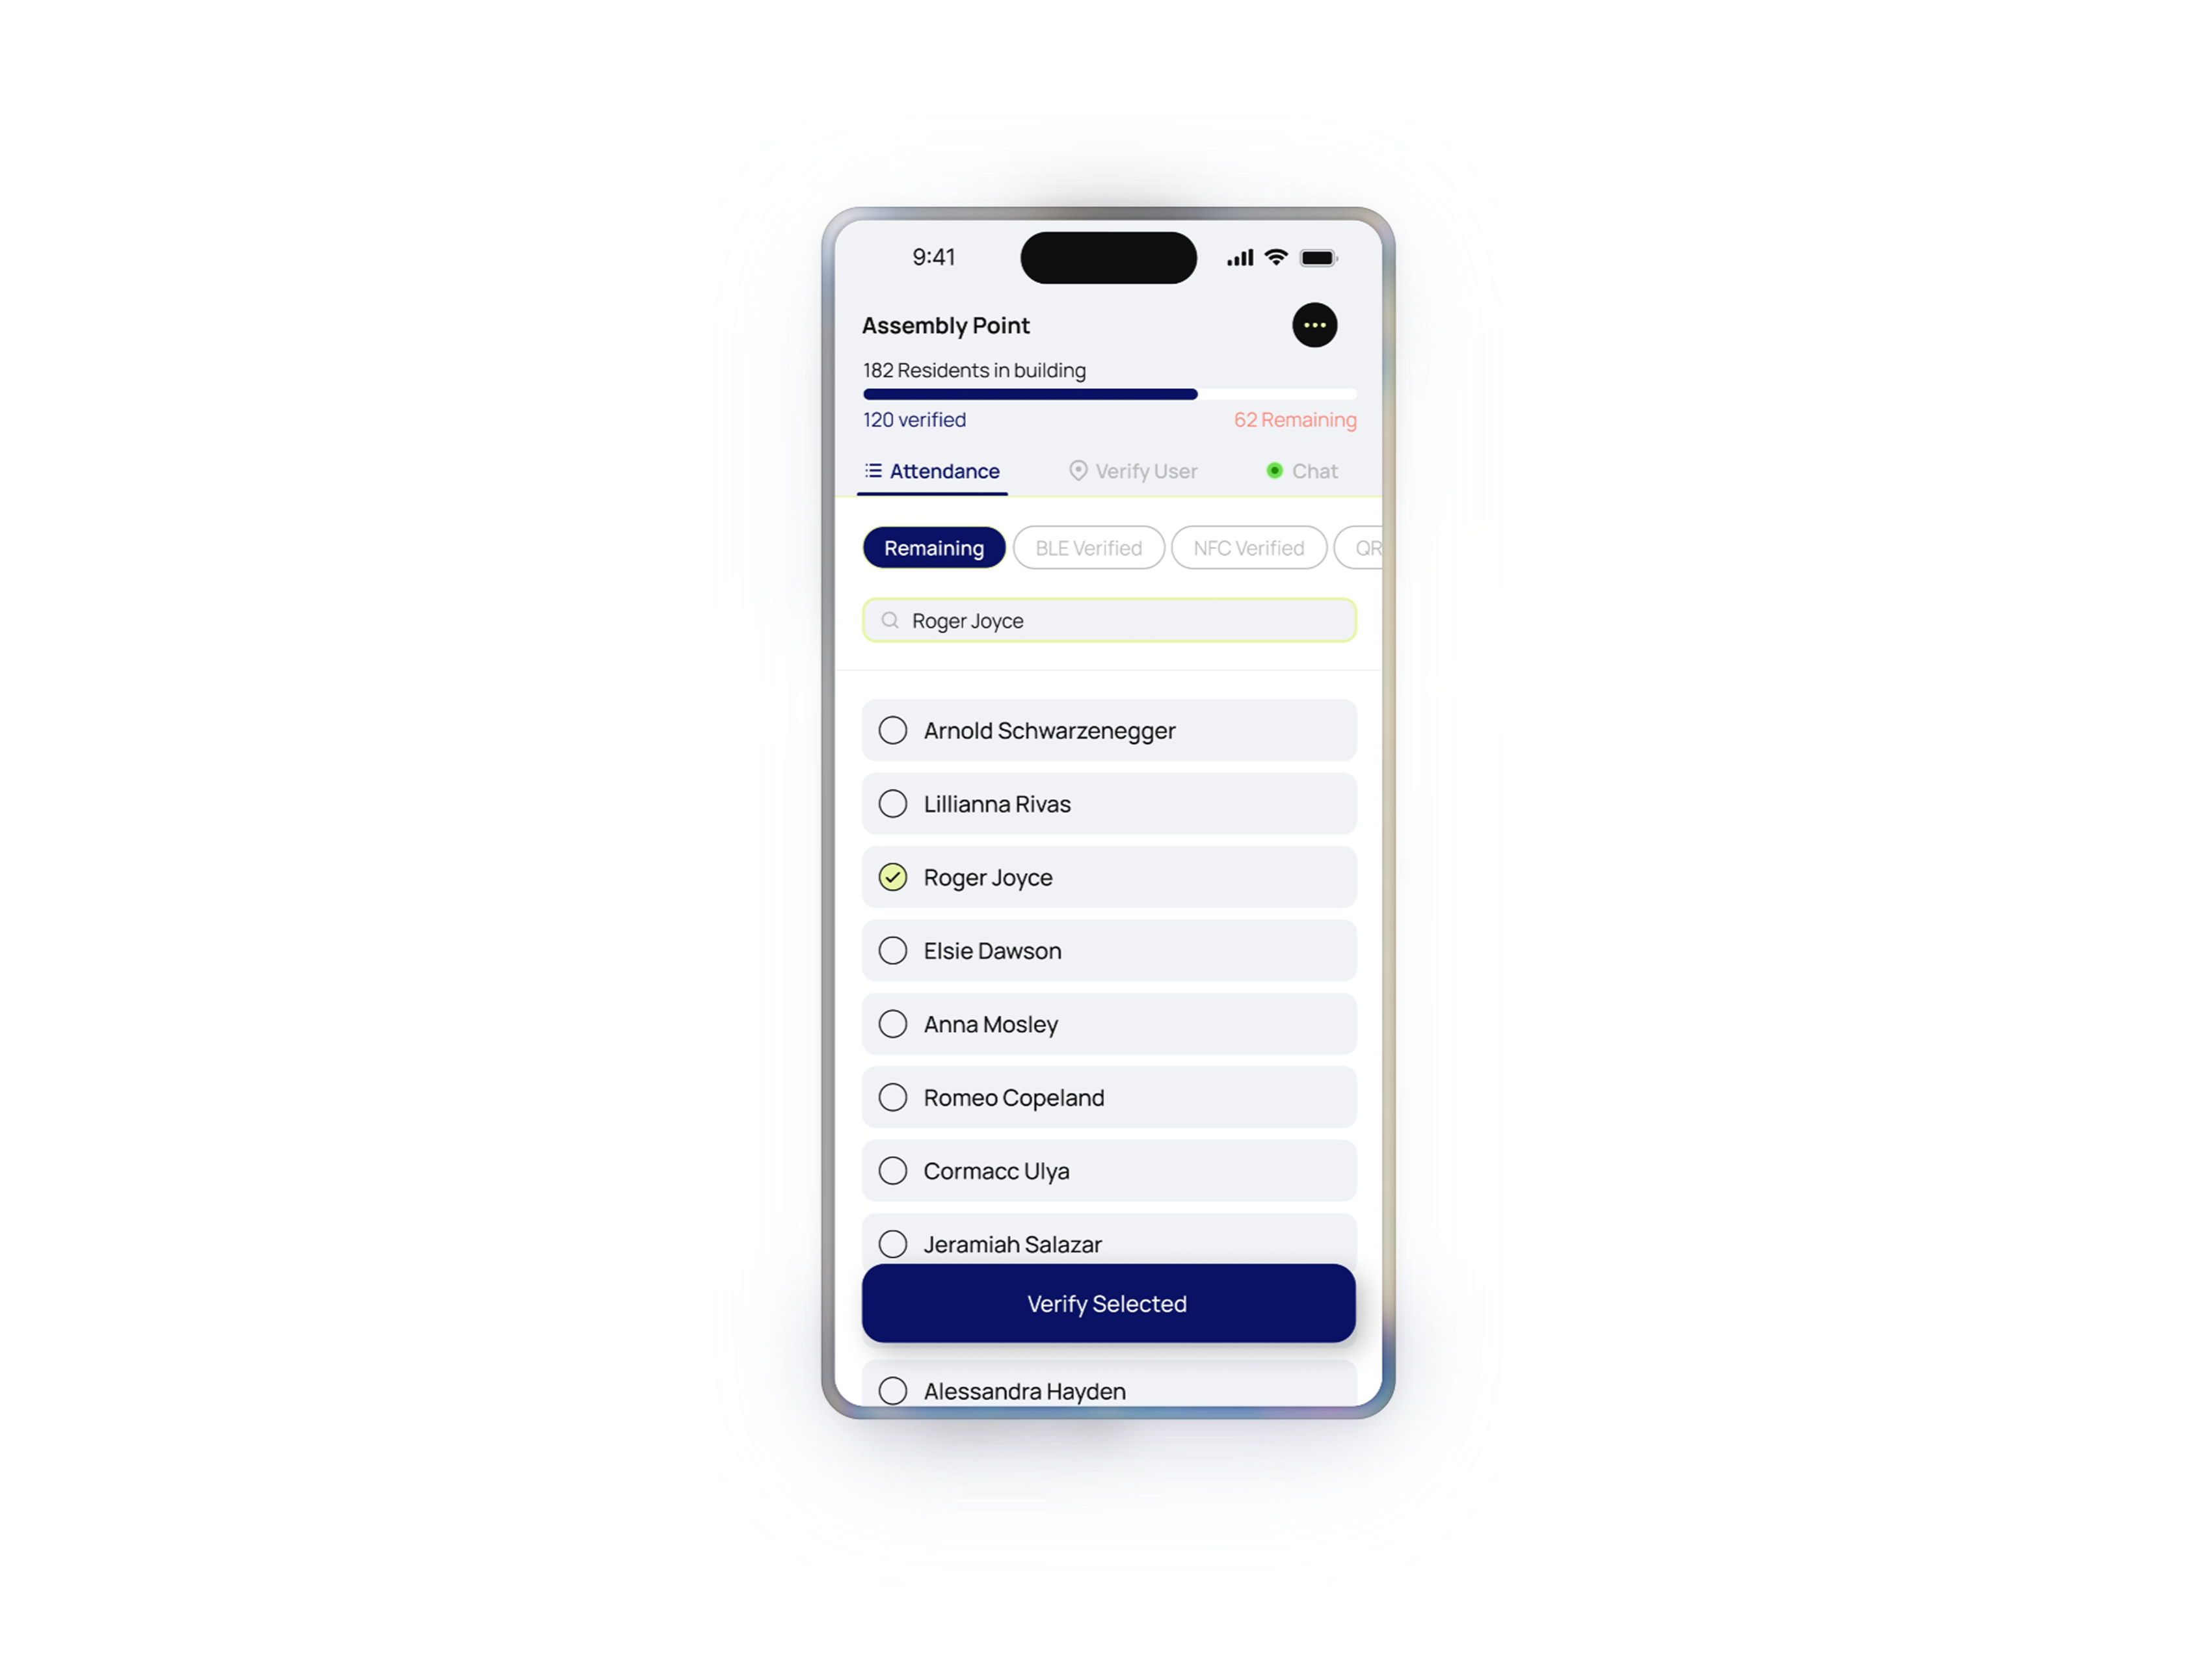 9:41
Assembly Point
182 Residents in building
120 verified
62 Remaining
Attendance
Verify User
Chat
Remaining
BLE Verified
NFC Verified
QR
Roger Joyce
Arnold Schwarzenegger
Lillianna Rivas
Roger Joyce
Elsie Dawson
Anna Mosley
Romeo Copeland
Cormacc Ulya
Jeramiah Salazar
Verify Selected
Alessandra Hayden